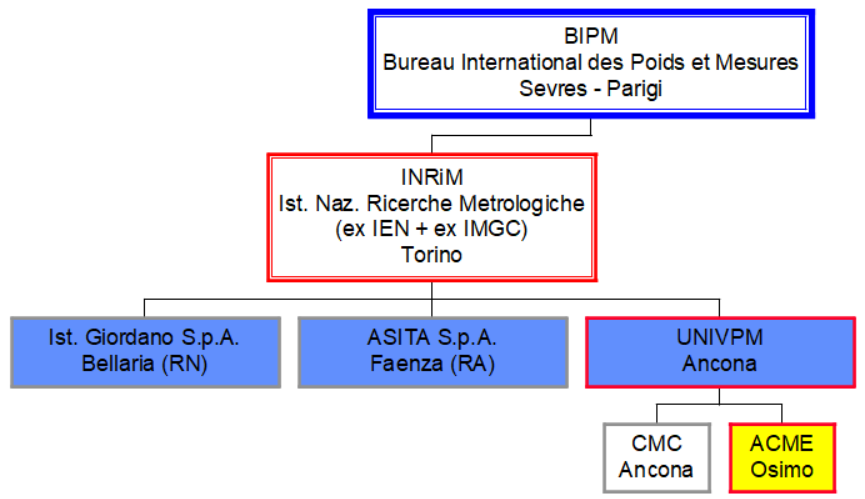 BIPM
Bureau International des Poids et Mesures
Sevres - Parigi
INRiM
Ist. Naz. Ricerche Metrologiche
(ex IEN + ex IMGC)
Torino
Ist. Giordano S.p.A.
Bellaria (RN)
ASITA S.p.A.
Faenza (RA)
UNIVPM
Ancona
CMC
Ancona
ACME
Osimo